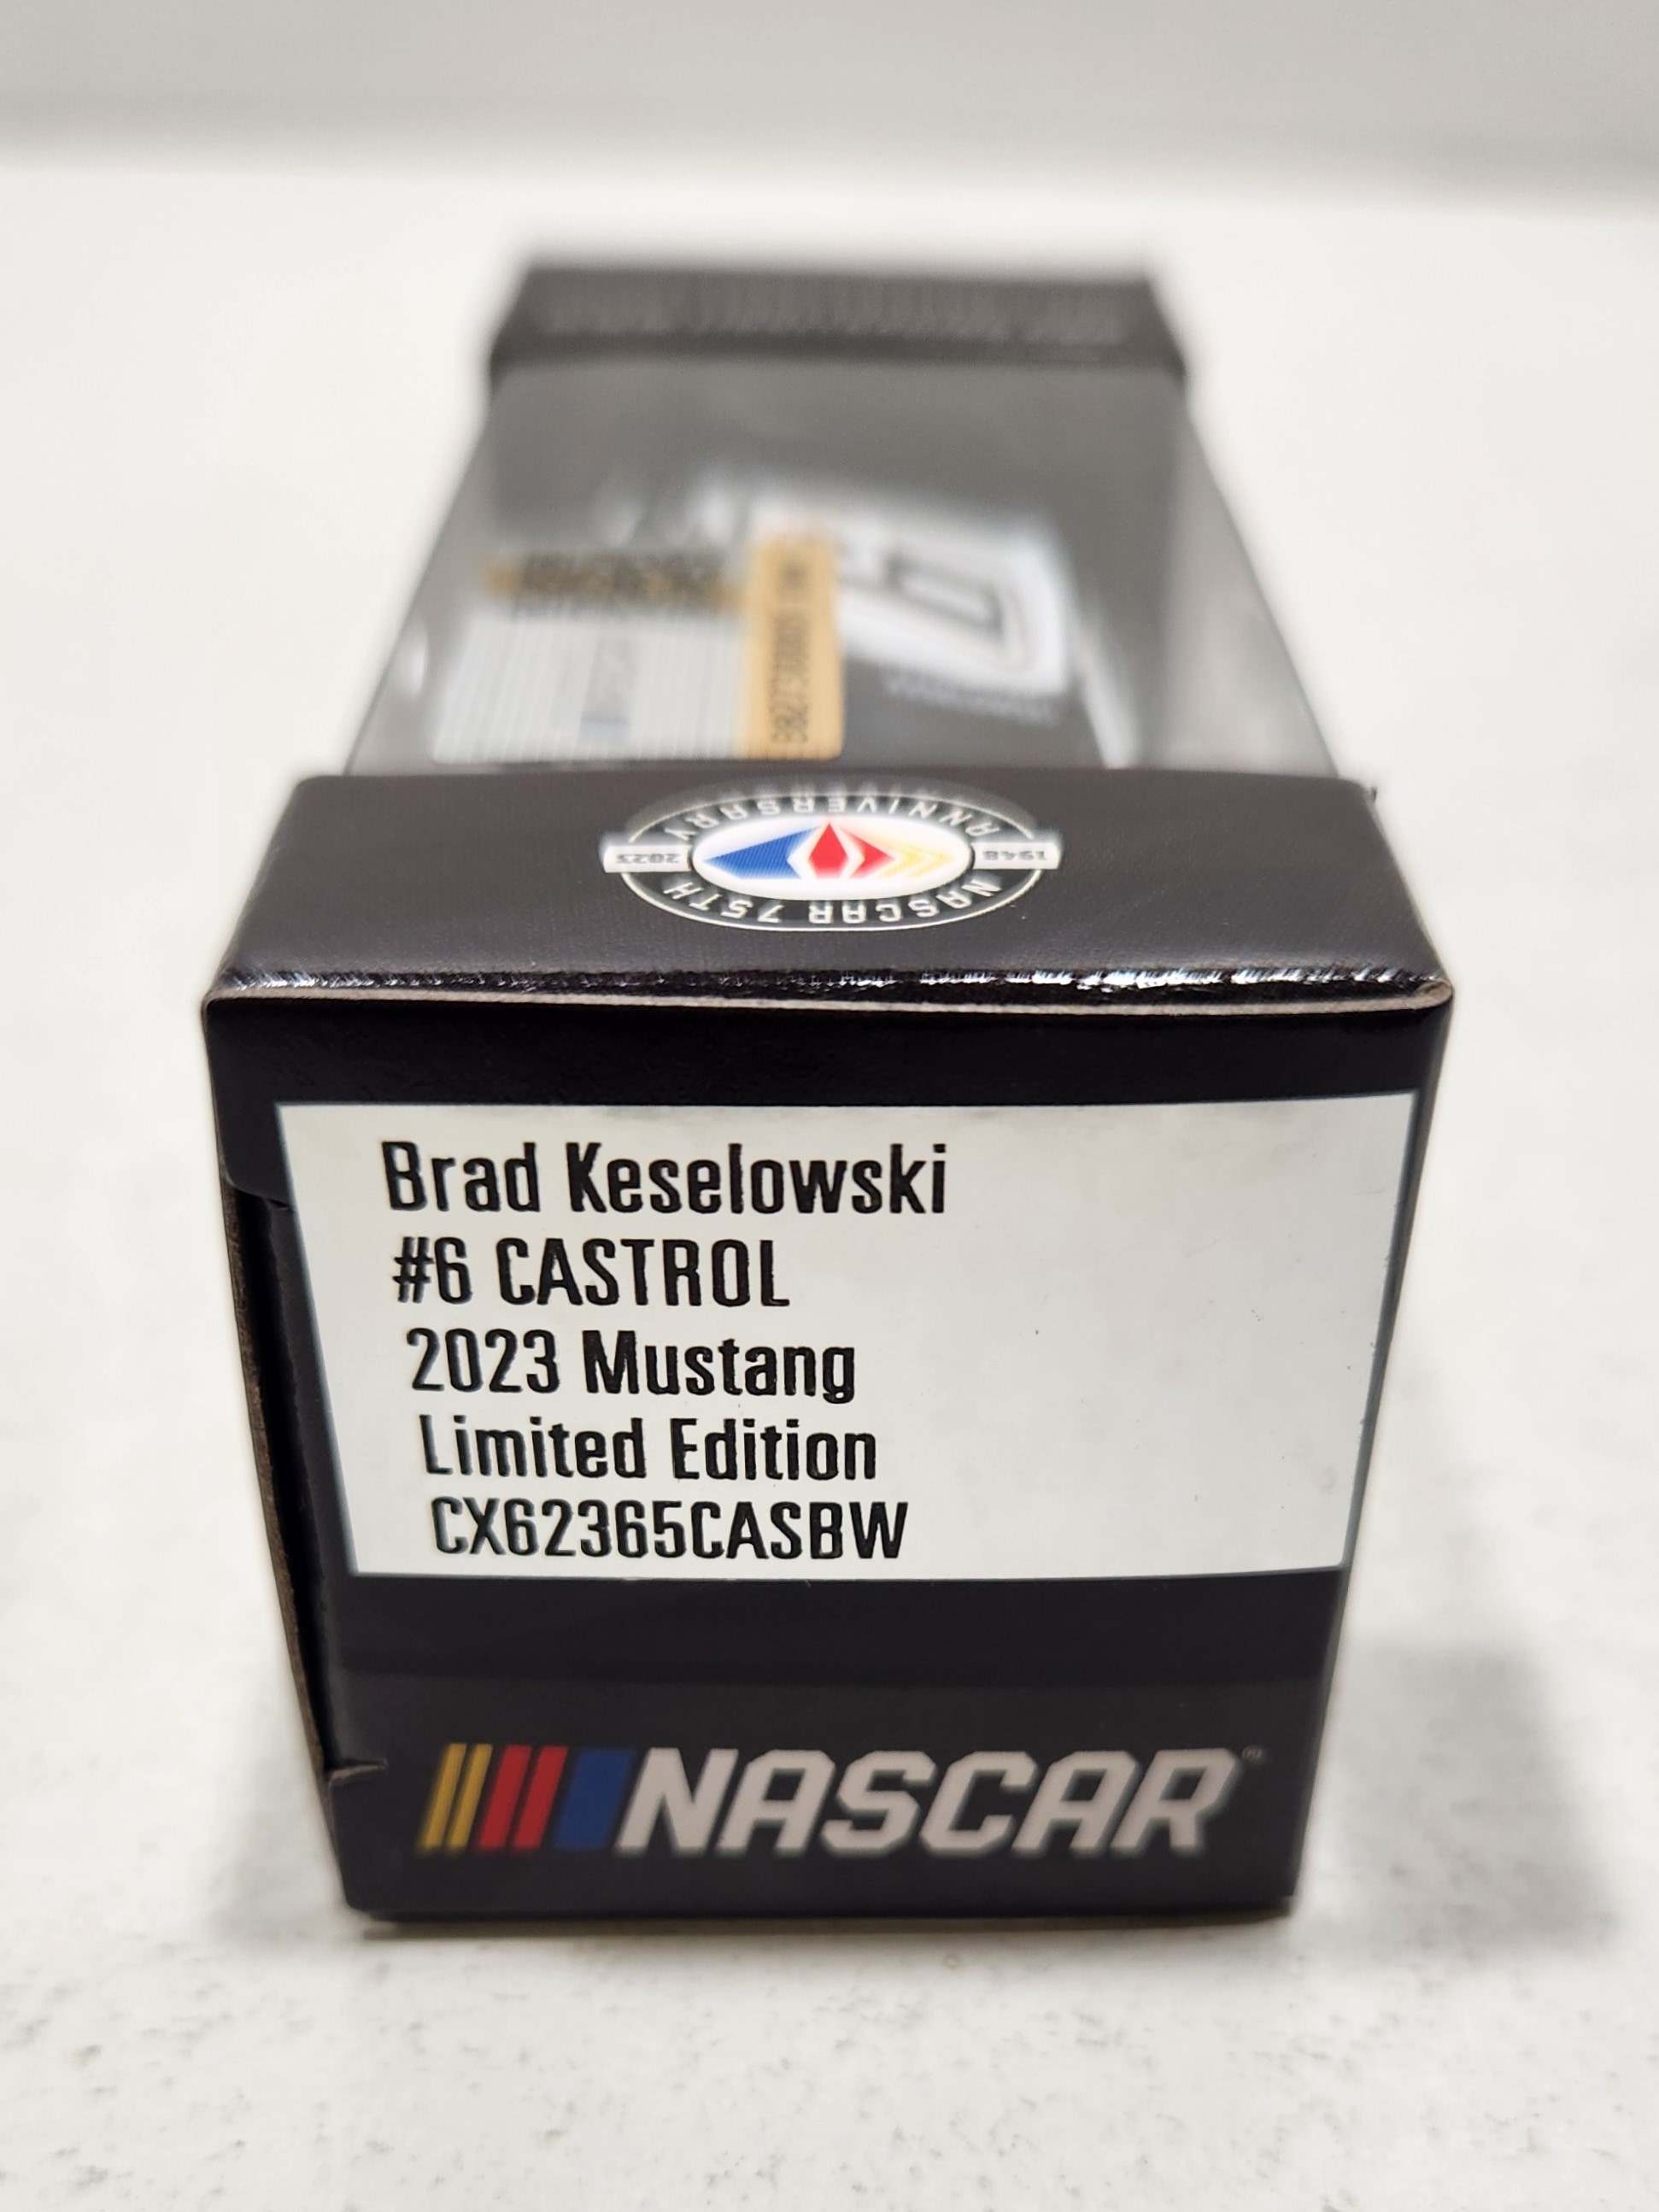 NASCAR 75TH
ANNIVERSARY
1948
2023
Brad Keselowski
#6 CASTROL
2023 Mustang
Limited Edition
CX62365CASBW
NASCAR